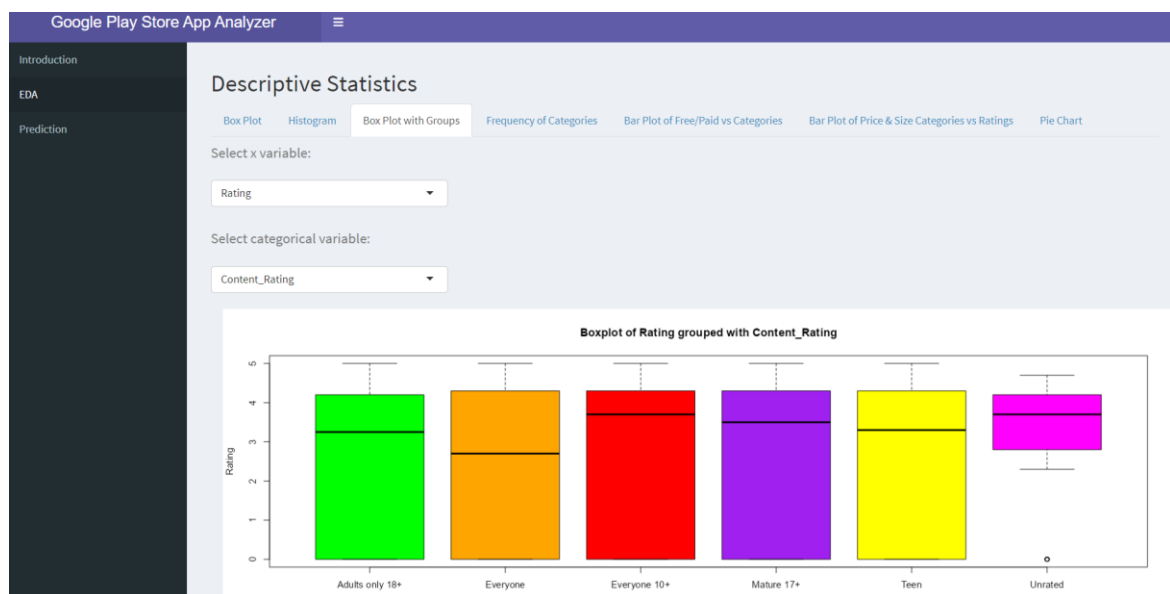 Google Play Store App Analyzer
Introduction
EDA
Prediction
Descriptive Statistics
Box Plot Histogram Box Plot with Groups Frequency of Categories Bar Plot of Free/Paid vs Categories Bar Plot of Price & Size Categories vs Ratings Pie Chart
Select x variable:
Rating
Select categorical variable:
Content_Rating
Boxplot of Rating grouped with Content_Rating
Rating
5
4
3
2
1
0
Adults only 18+ Everyone Everyone 10+ Mature 17+ Teen Unrated